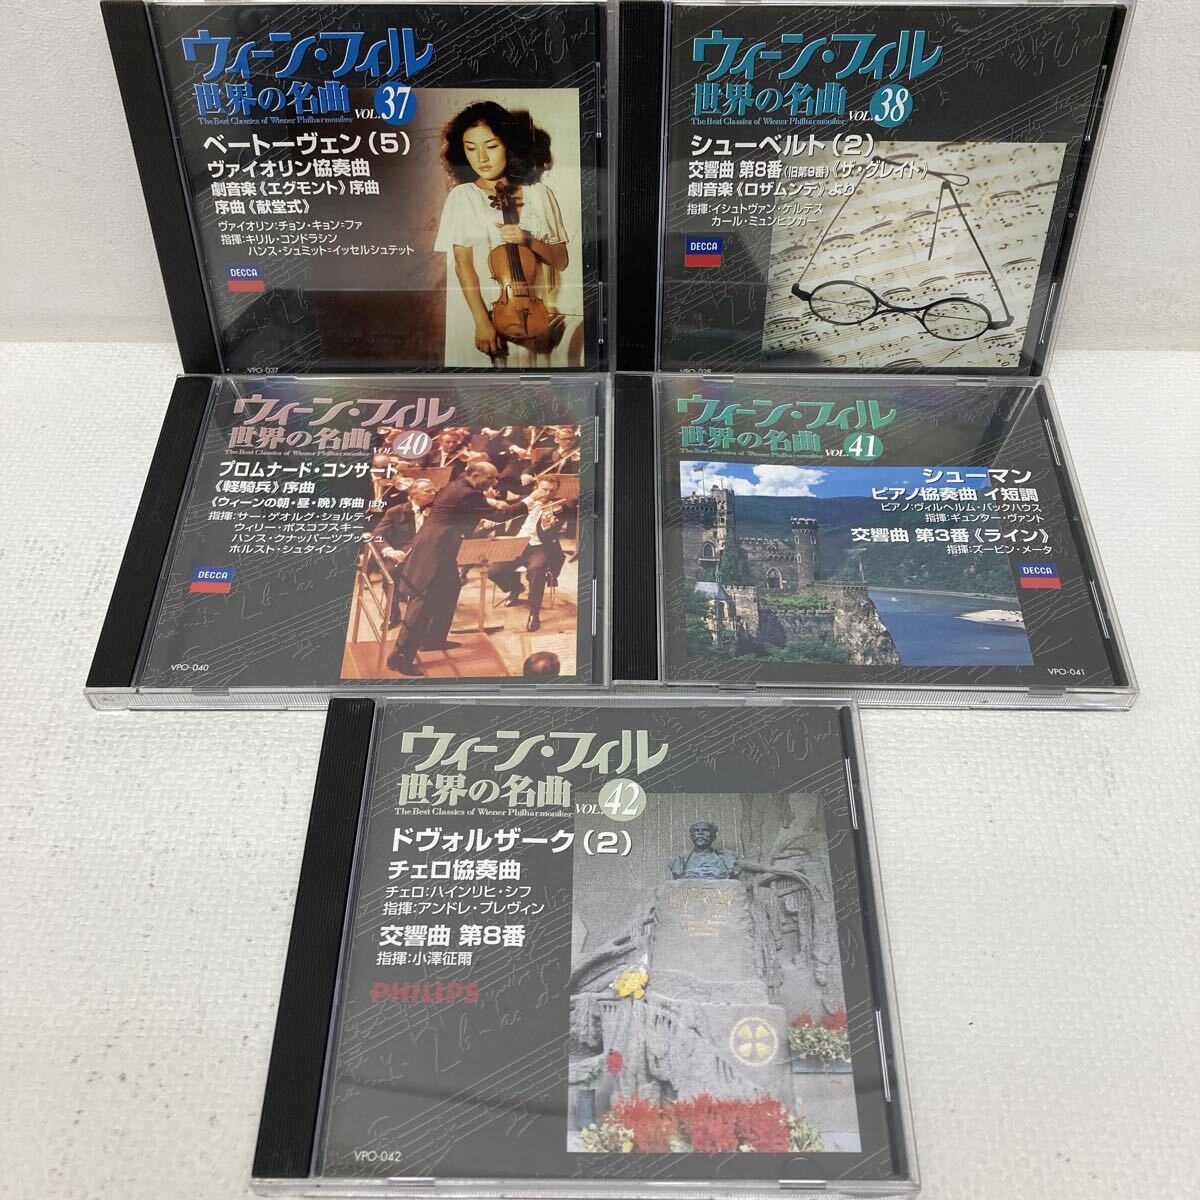 ウィーン・フィル
世界の名曲 VOL.37
The Best Classics of Wiener Philharmoniker
ベートーヴェン(5)
ヴァイオリン協奏曲
劇音楽《エグモント》序曲
序曲《献堂式》
ヴァイオリン:チョン・キョン=ファ
指揮:キリル・コンドラシン
ハンス・シュミット=イッセルシュテット
DECCA
VPO-037
ウィーン・フィル
世界の名曲 VOL.38
The Best Classics of Wiener Philharmoniker
シューベルト(2)
交響曲 第8番(旧第9番)《ザ・グレイト》
劇音楽《ロザムンデ》より
指揮:イシュトヴァン・ケルテス
カール・ミュンヒンガー
DECCA
VPO-038
ウィーン・フィル
世界の名曲 VOL.40
The Best Classics of Wiener Philharmoniker
プロムナード・コンサート
《軽騎兵》序曲
《ウィーンの朝・昼・晩》序曲 ほか
指揮:サー・ゲオルグ・ショルティ
ウィリー・ボスコフスキー
ハンス・クナッパーツブッシュ
ホルスト・シュタイン
DECCA
VPO-040
ウィーン・フィル
世界の名曲 VOL.41
The Best Classics of Wiener Philharmoniker
シューマン
ピアノ協奏曲 イ短調
ピアノ:ヴィルヘルム・バックハウス
指揮:ギュンター・ヴァント
交響曲 第3番《ライン》
指揮:ズービン・メータ
DECCA
VPO-041
ウィーン・フィル
世界の名曲 VOL.42
The Best Classics of Wiener Philharmoniker
ドヴォルザーク(2)
チェロ協奏曲
チェロ:ハインリヒ・シフ
指揮:アンドレ・プレヴィン
交響曲 第8番
指揮:小澤征爾
PHILIPS
VPO-042